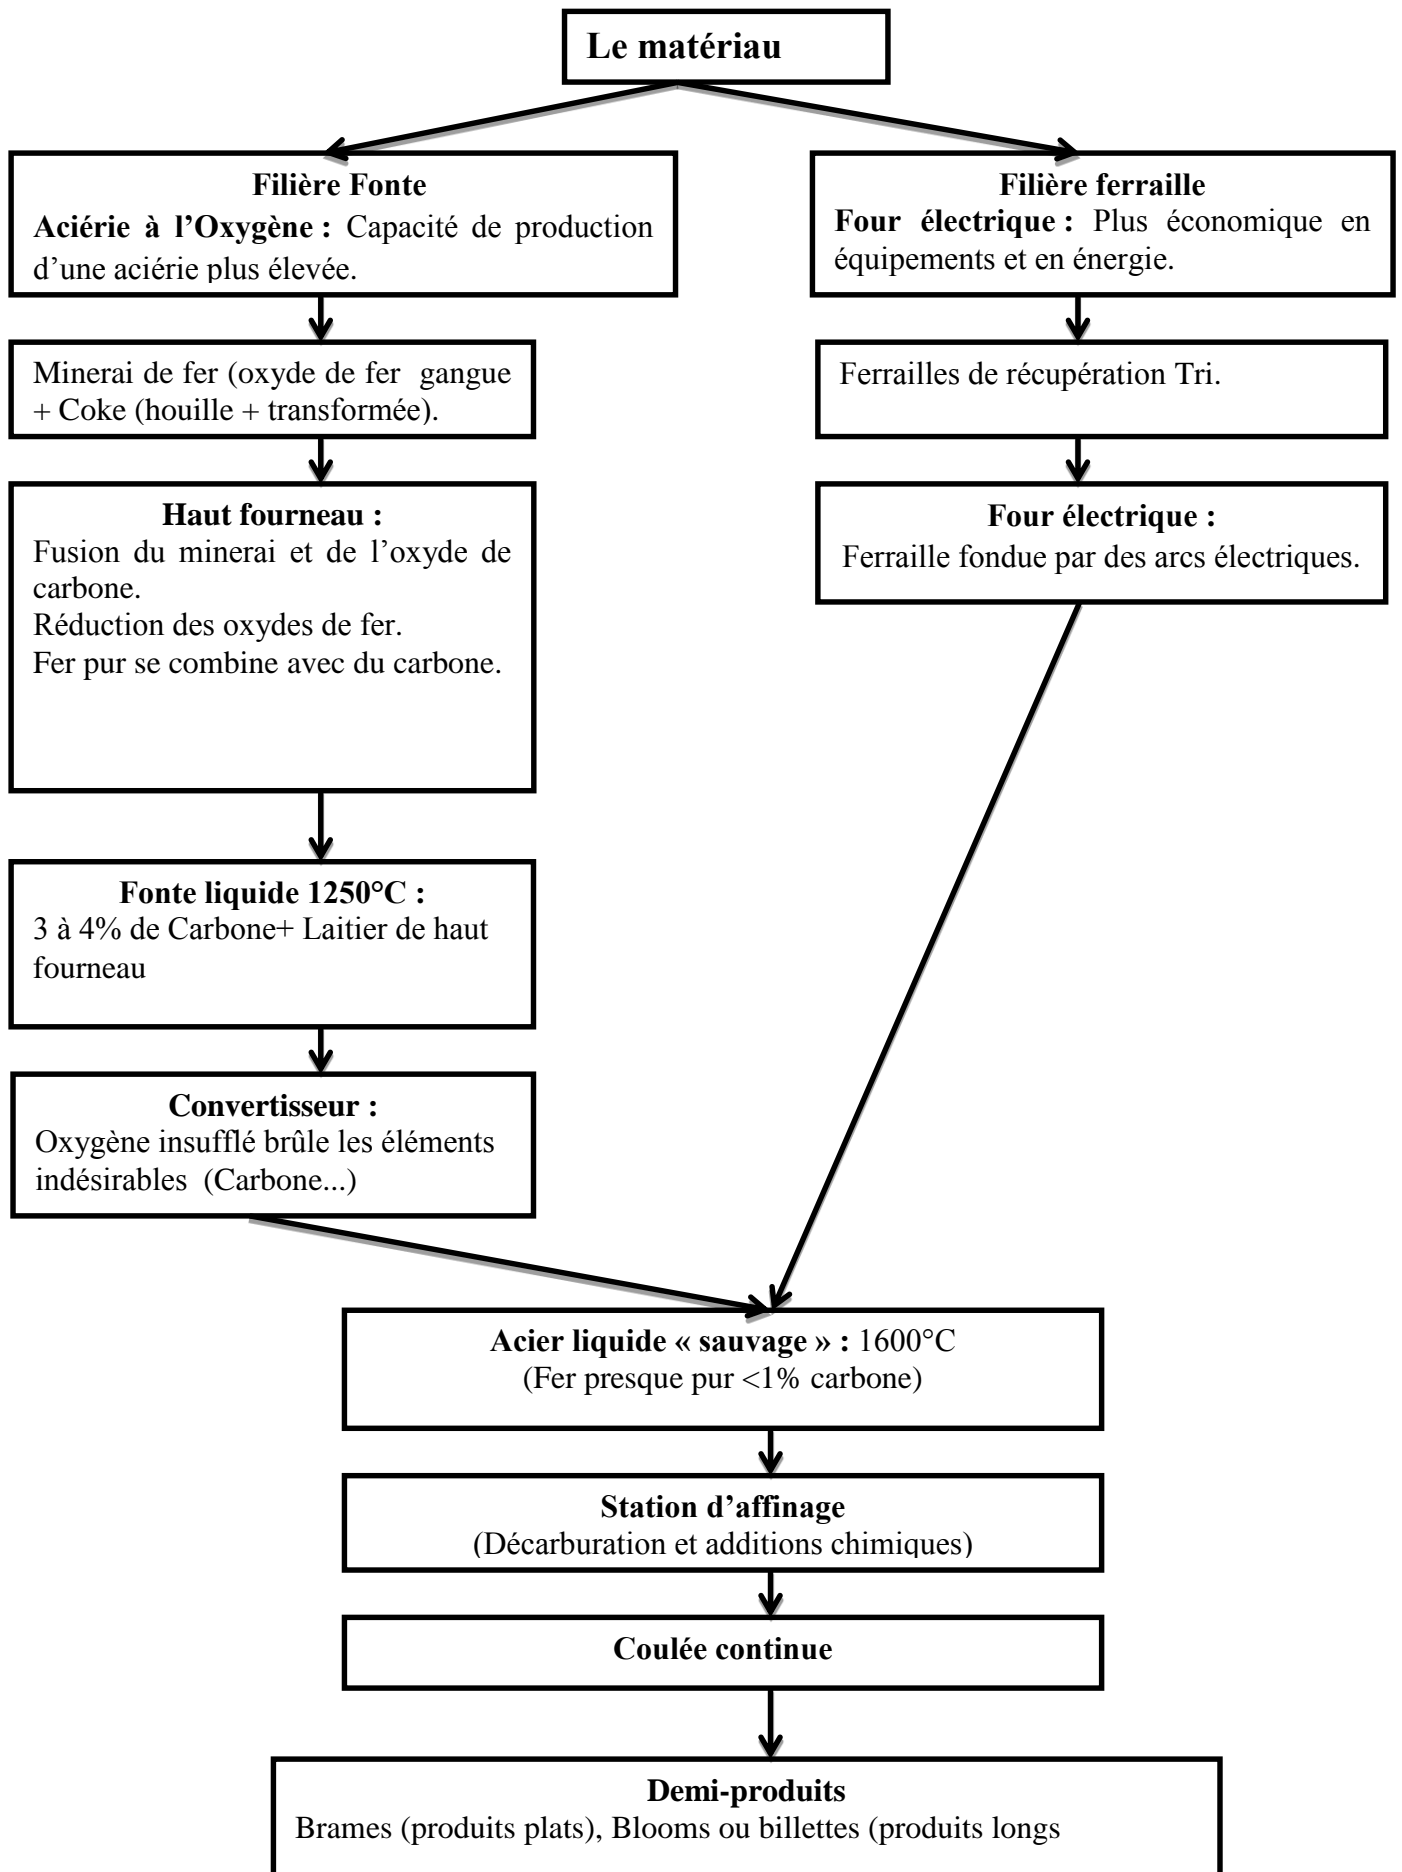 Le matériau
Filière Fonte
Aciérie à l'Oxygène : Capacité de production
d'une aciérie plus élevée.
Filière ferraille
Four électrique : Plus économique en
équipements et en énergie.
Minerai de fer (oxyde de fer gangue
+ Coke (houille + transformée).
Ferrailles de récupération Tri.
Haut fourneau :
Fusion du minerai et de l'oxyde de
carbone.
Réduction des oxydes de fer.
Fer pur se combine avec du carbone.
Four électrique :
Ferraille fondue par des arcs électriques.
Fonte liquide 1250°C :
3 à 4% de Carbone+ Laitier de haut
fourneau
Convertisseur :
Oxygène insufflé brûle les éléments
indésirables (Carbone...)
Acier liquide « sauvage » : 1600°C
(Fer presque pur <1% carbone)
Station d'affinage
(Décarburation et additions chimiques)
Coulée continue
Demi-produits
Brames (produits plats), Blooms ou billettes (produits longs